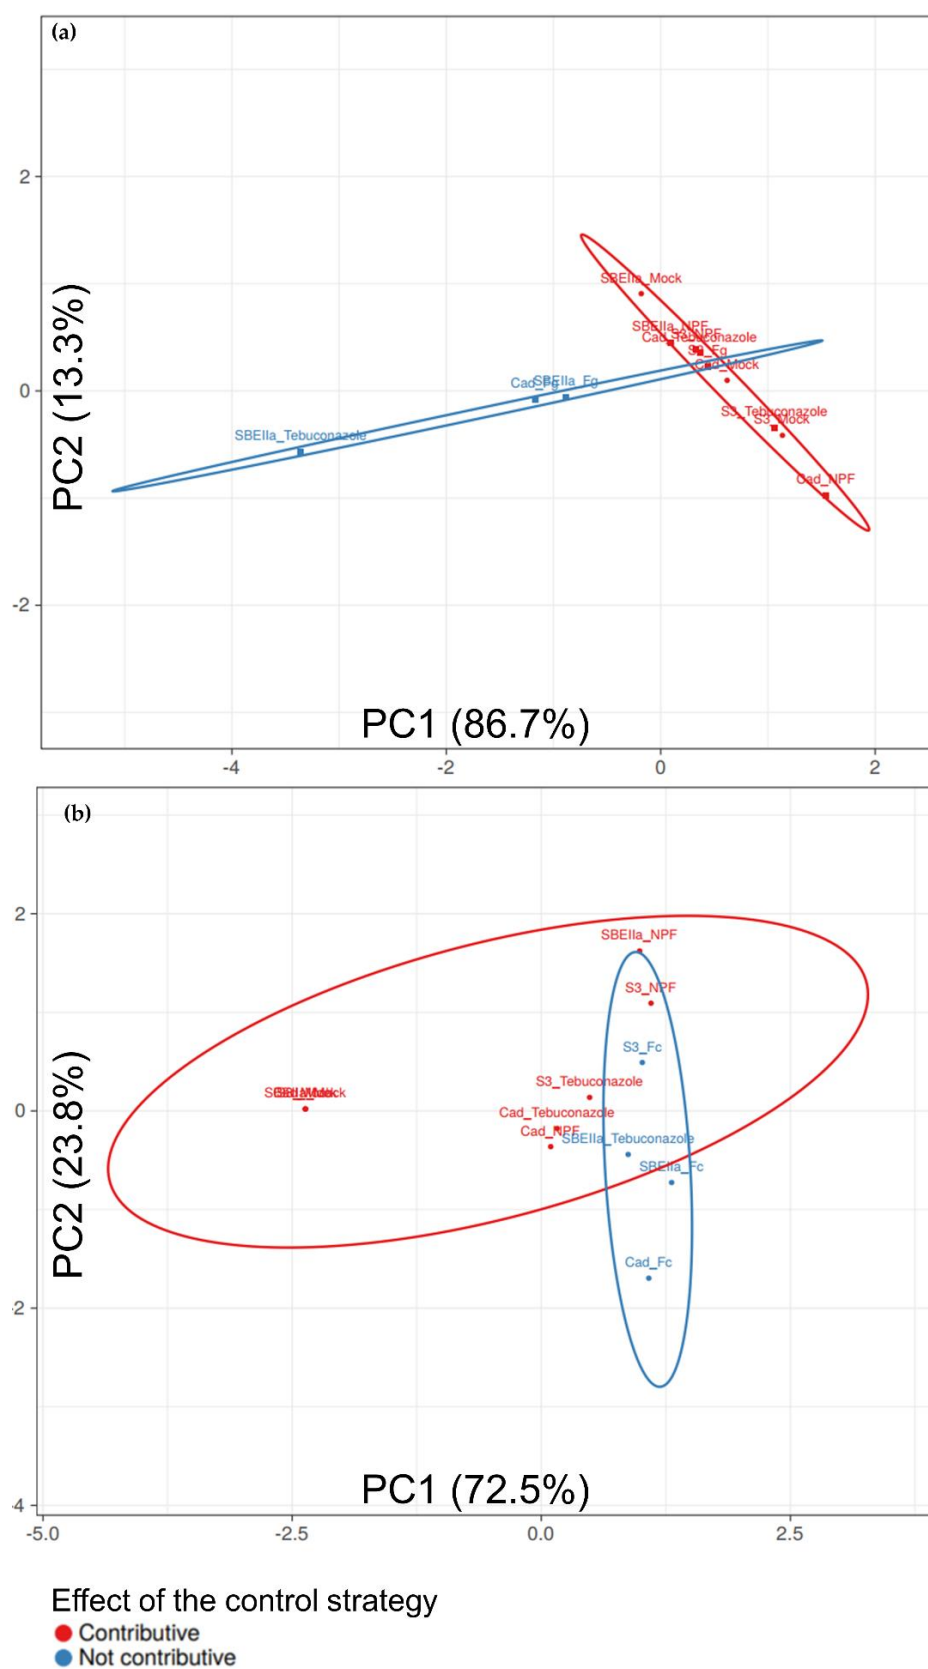 (a)
2
SBEIIa_Mock
SBEIIa_NPF
S3_NPF
Cad_Tebuconazole
S3_Fg
Cad_Mock
0
Cad_Fg
SBEIIa_Fg
S3_Tebuconazole
S3_Mock
SBEIIa_Tebuconazole
Cad_NPF
-2
PC2 (13.3%)
PC1 (86.7%)
-4
-2
0
2
(b)
2
SBEIIa_NPF
S3_NPF
S3_Fc
0
S3_Tebuconazole
Cad_Tebuconazole
Cad_NPF
SBEIIa_Tebuconazole
SBEIIa_Fc
Cad_Fc
-2
PC2 (23.8%)
PC1 (72.5%)
-4
-5.0
-2.5
0.0
2.5
Effect of the control strategy
Contributive
Not contributive